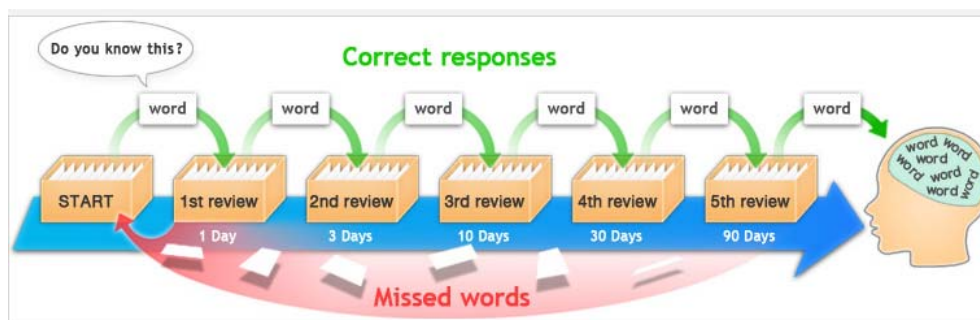 Do you know this?
Correct responses
word
word
word
word
word
word
START
1st review
2nd review
3rd review
4th review
5th review
1 Day
3 Days
10 Days
30 Days
90 Days
Missed words
word word
word
word word
word word